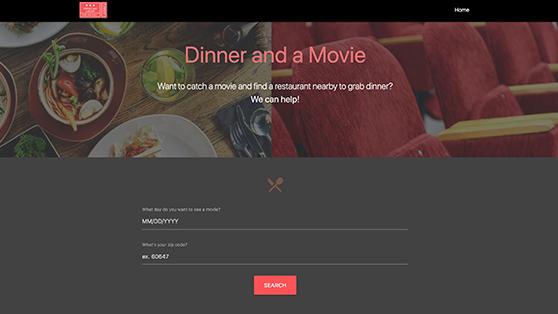 Home
Dinner and a Movie
Want to catch a movie and find a restaurant nearby to grab dinner?
We can help!
What day do you want to see a movie?
MM/DD/YYYY
What's your zip code?
ex. 60647
SEARCH